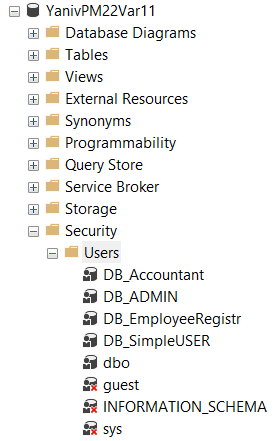 YanivPM22Var11
Database Diagrams
Tables
Views
External Resources
Synonyms
Programmability
Query Store
Service Broker
Storage
Security
Users
DB_Accountant
DB_ADMIN
DB_EmployeeRegistr
DB_SimpleUSER
dbo
guest
INFORMATION_SCHEMA
sys